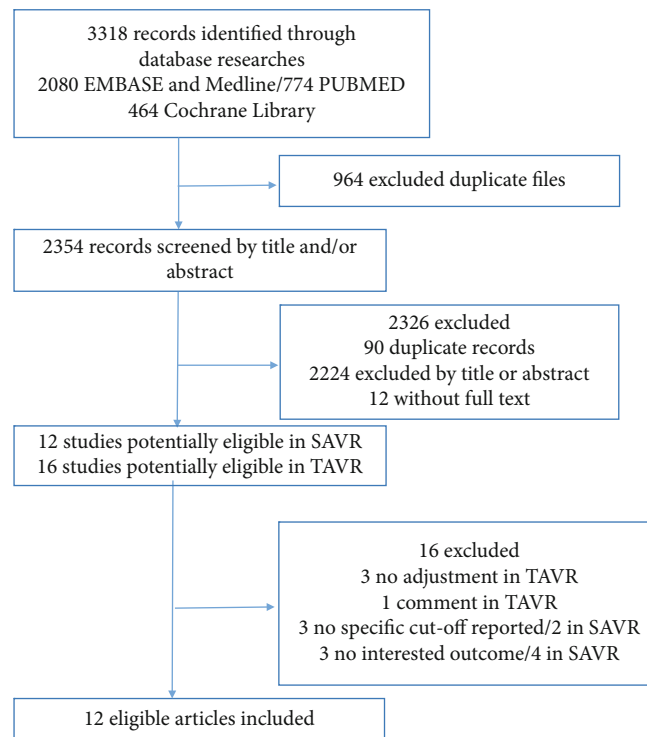 3318 records identified through
database researches
2080 EMBASE and Medline/774 PUBMED
464 Cochrane Library
964 excluded duplicate files
2354 records screened by title and/or
abstract
2326 excluded
90 duplicate records
2224 excluded by title or abstract
12 without full text
12 studies potentially eligible in SAVR
16 studies potentially eligible in TAVR
16 excluded
3 no adjustment in TAVR
1 comment in TAVR
3 no specific cut-off reported/2 in SAVR
3 no interested outcome/4 in SAVR
12 eligible articles included